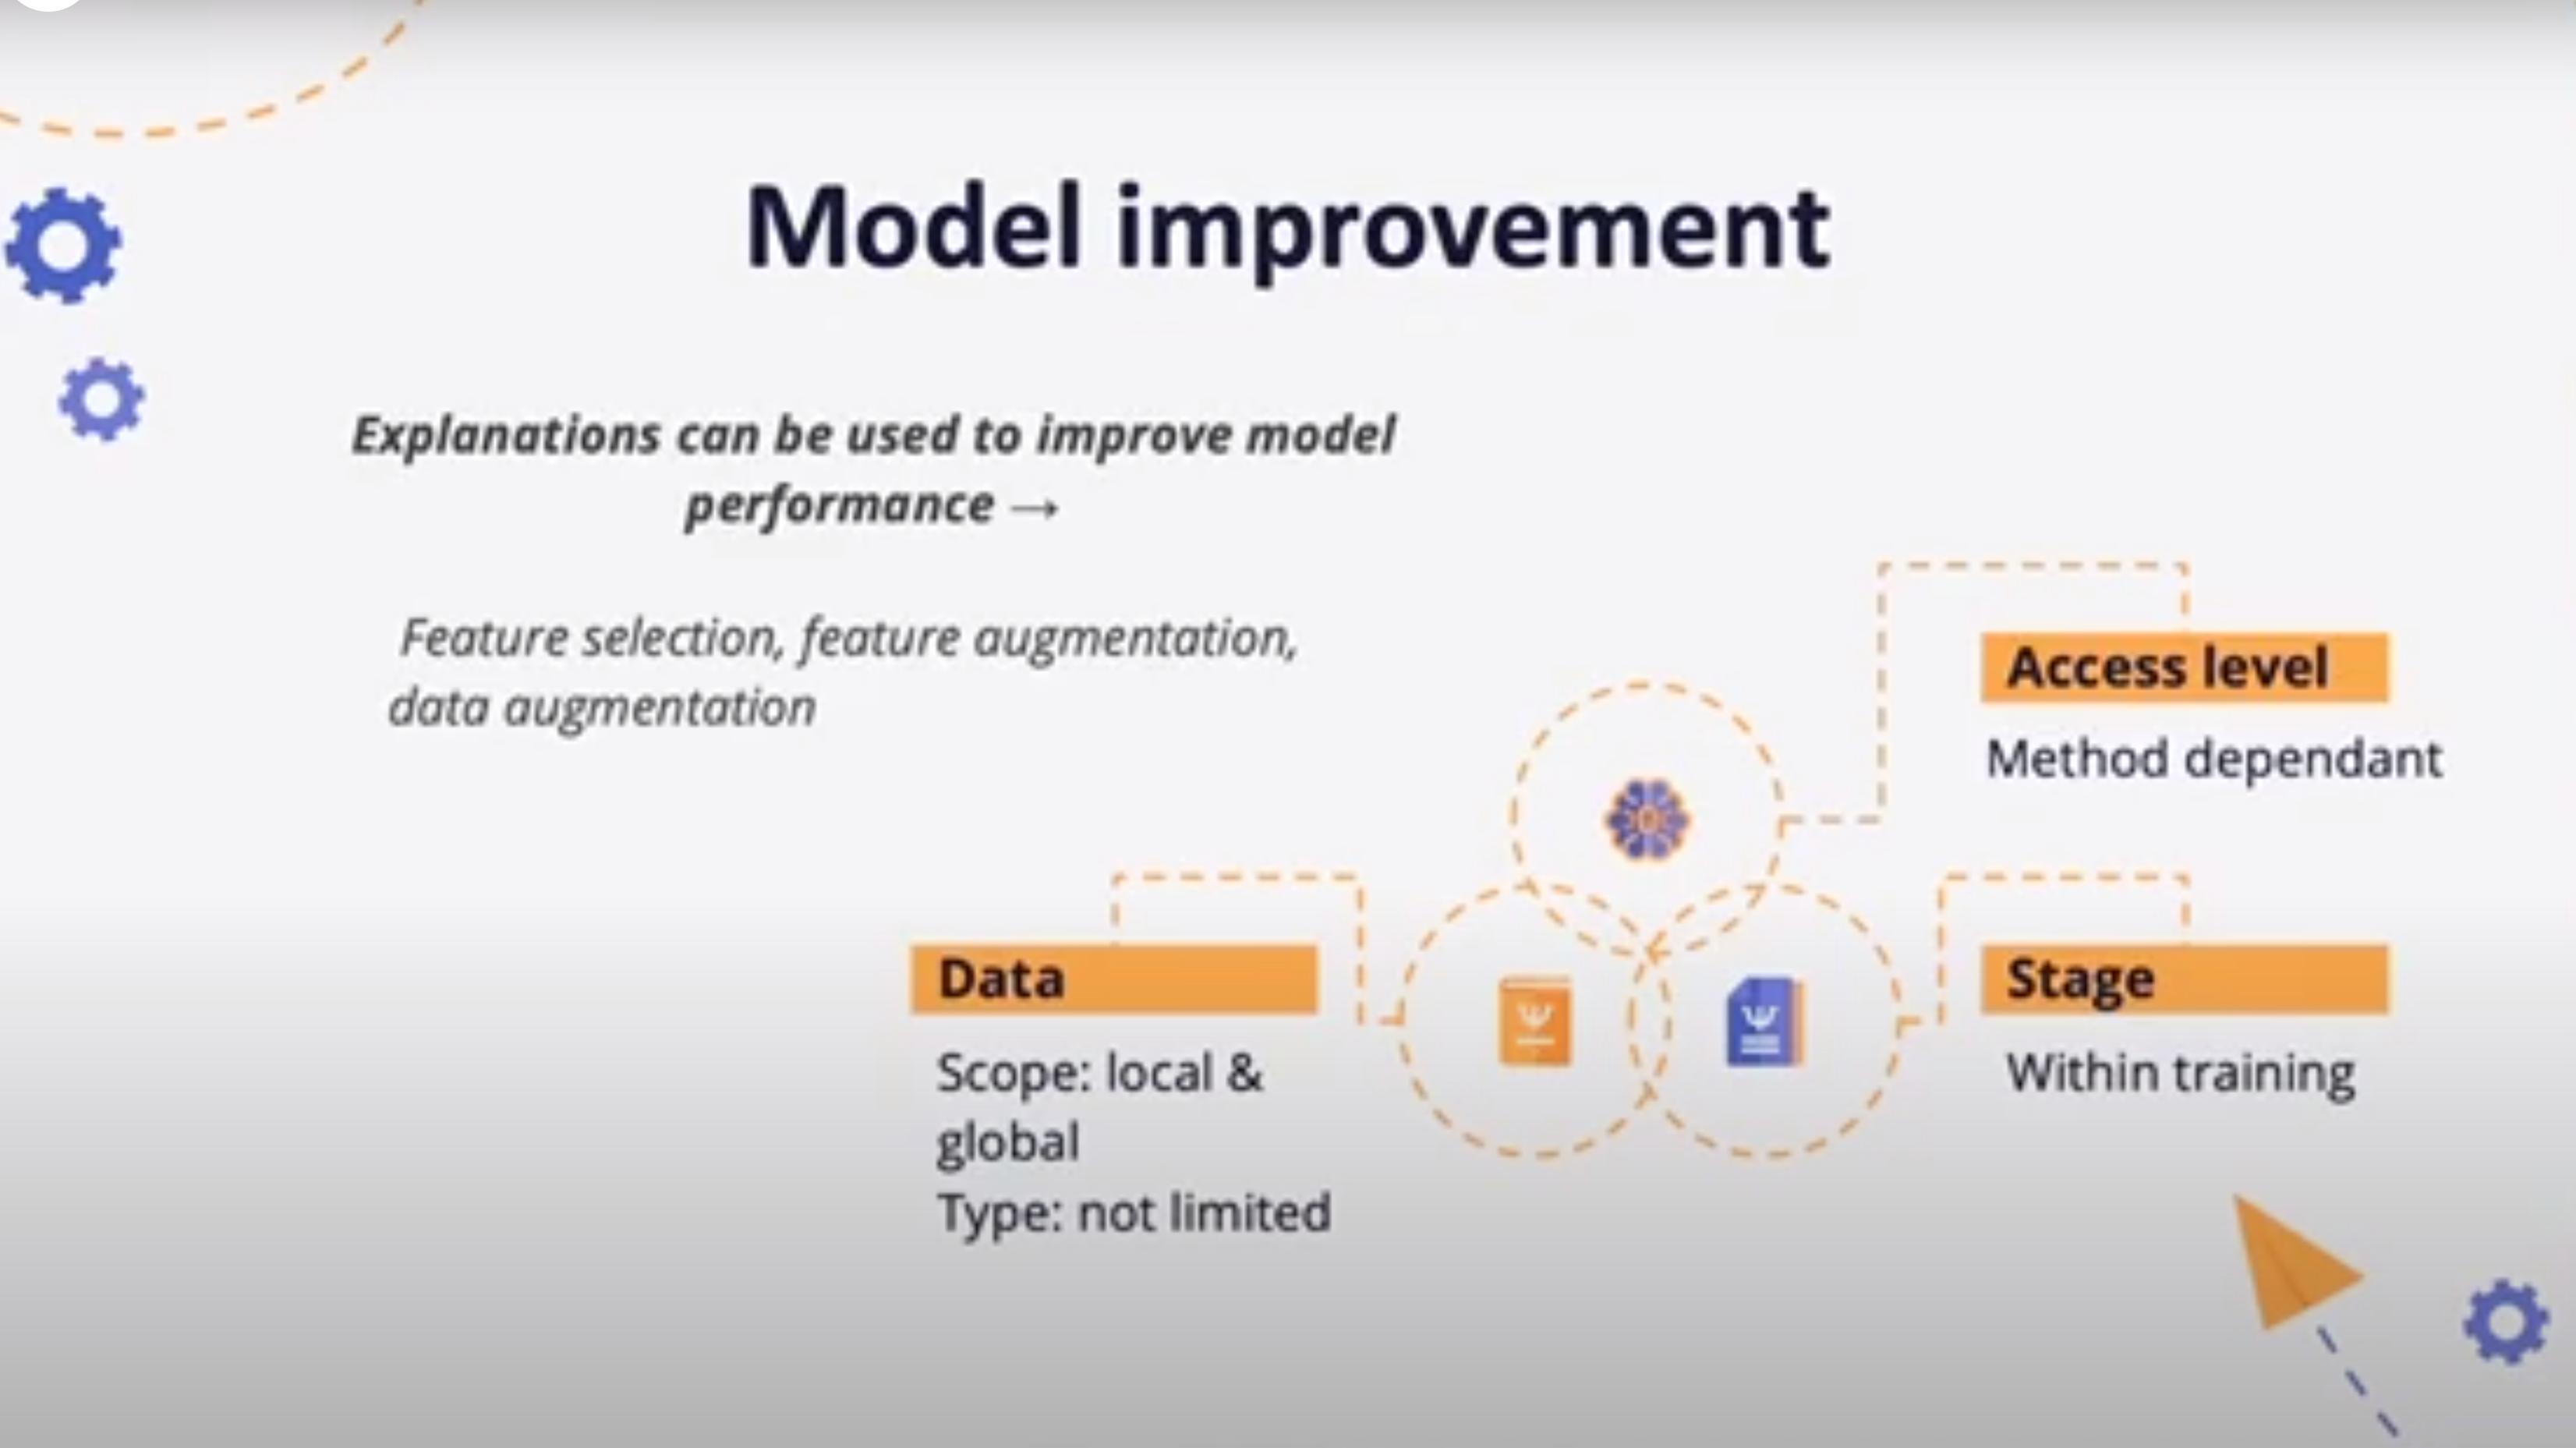 Model improvement
Explanations can be used to improve model
performance →
Feature selection, feature augmentation,
data augmentation
Access level
Method dependant
Data
Scope: local &
global
Type: not limited
Stage
Within training